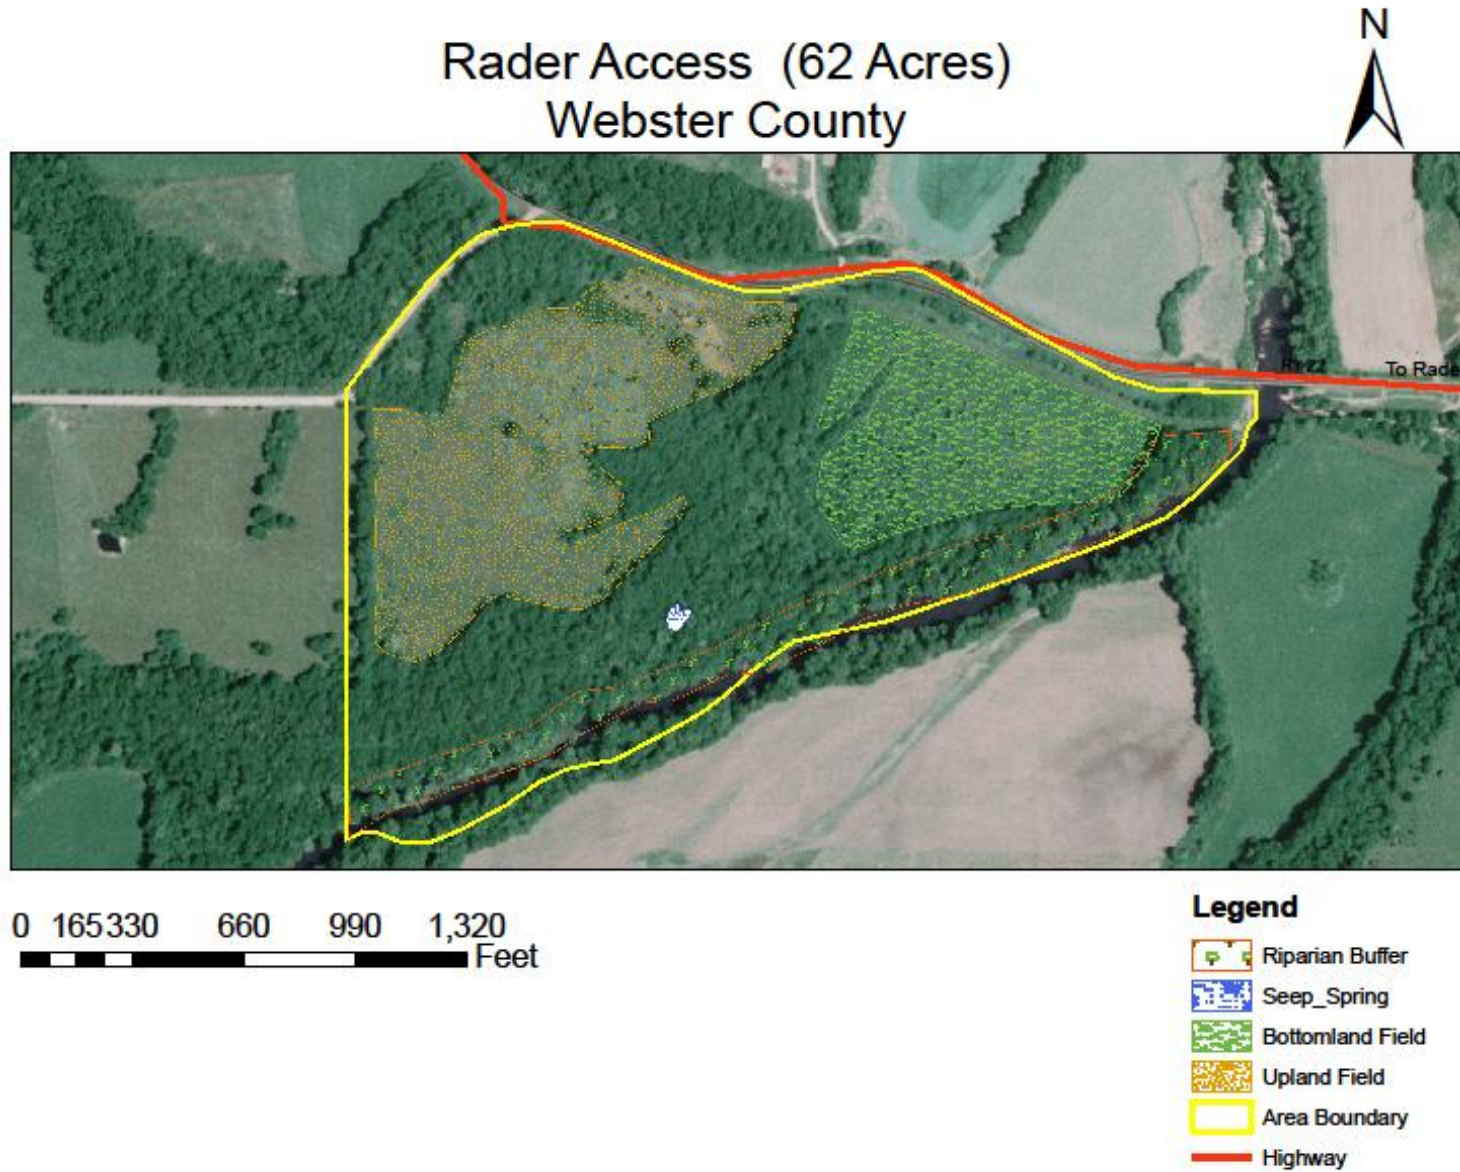 N
Rader Access (62 Acres)
Webster County
To Rade
0 165 330 660 990 1,320
Feet
Legend
Riparian Buffer
Seep_Spring
Bottomland Field
Upland Field
Area Boundary
Highway